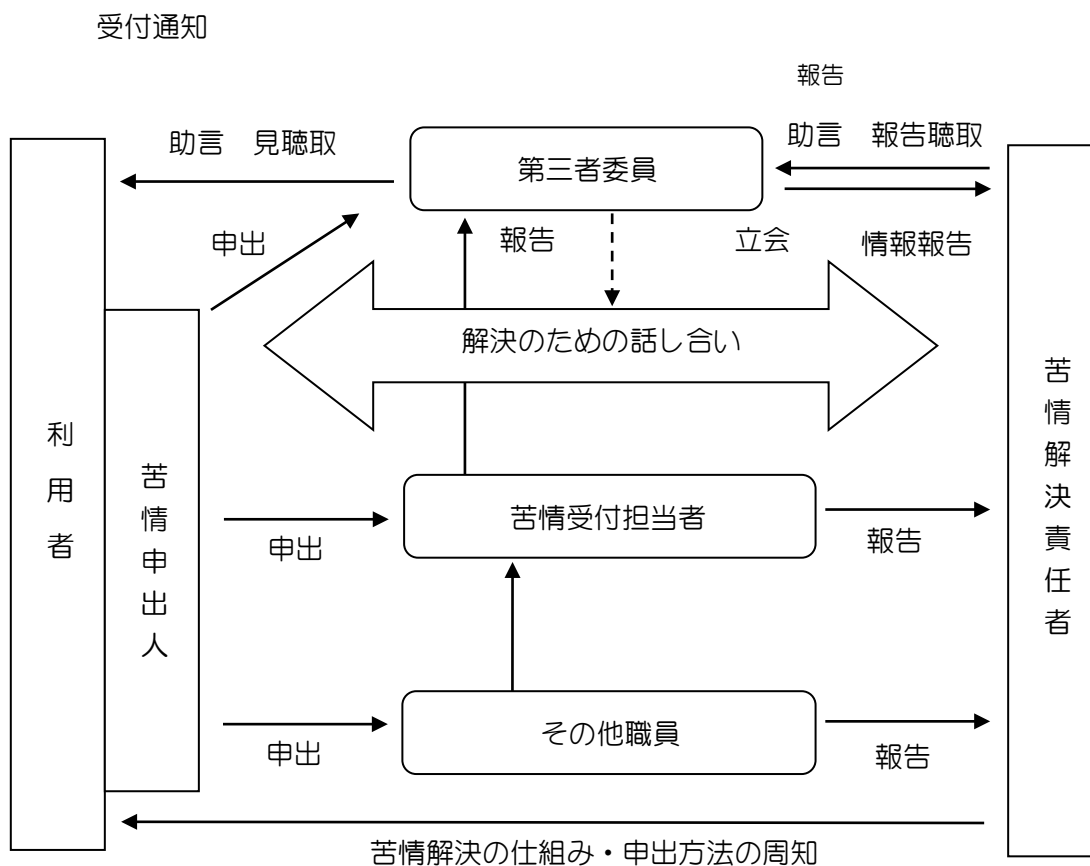 受付通知
報告
助言　見聴取
第三者委員
助言　報告聴取
申出
報告
立会
情報報告
解決のための話し合い
利用者
苦情申出人
苦情解決責任者
苦情受付担当者
申出
報告
その他職員
申出
報告
苦情解決の仕組み・申出方法の周知